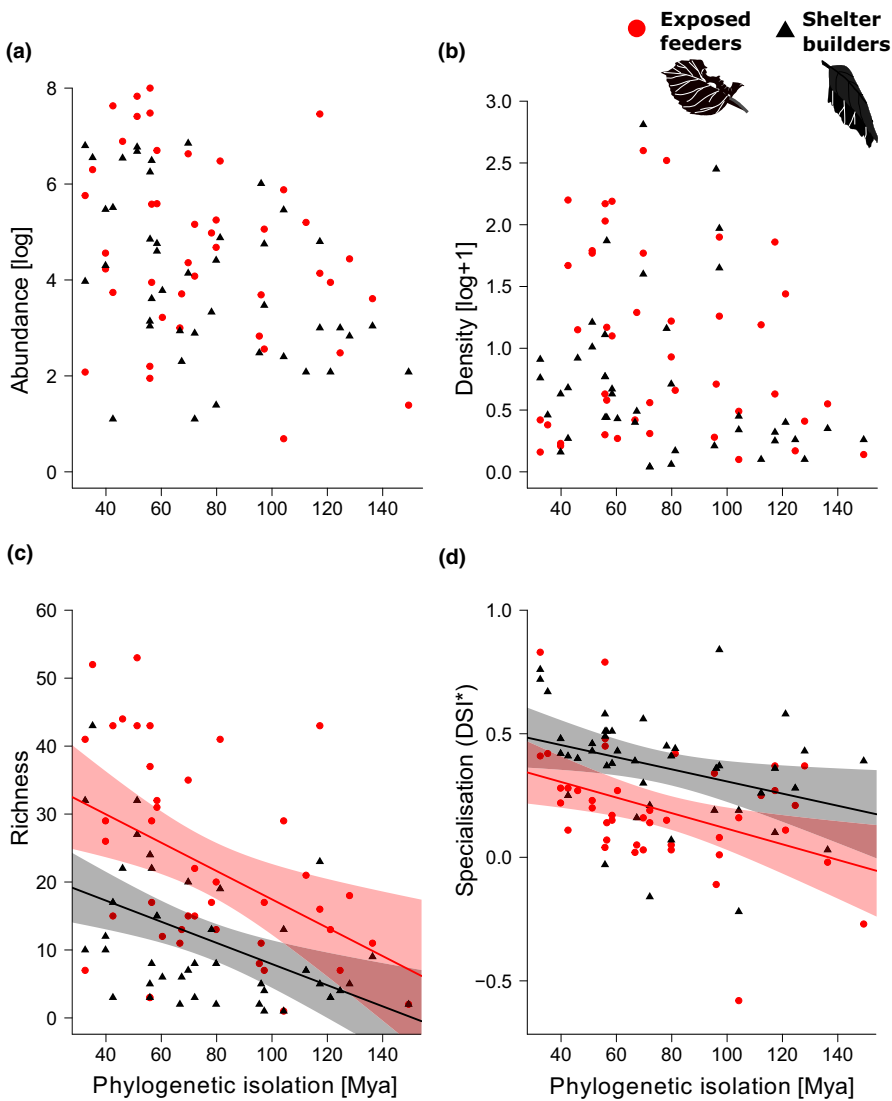 Exposed feeders
Shelter builders
(a)
(b)
Abundance [log]
8
6
4
2
0
40 60 80 100 120 140
Density [log+1]
3.0
2.5
2.0
1.5
1.0
0.5
0.0
40 60 80 100 120 140
(c)
(d)
Richness
60
50
40
30
20
10
0
40 60 80 100 120 140
Phylogenetic isolation [Mya]
Specialisation (DSI*)
1.0
0.5
0.0
−0.5
40 60 80 100 120 140
Phylogenetic isolation [Mya]